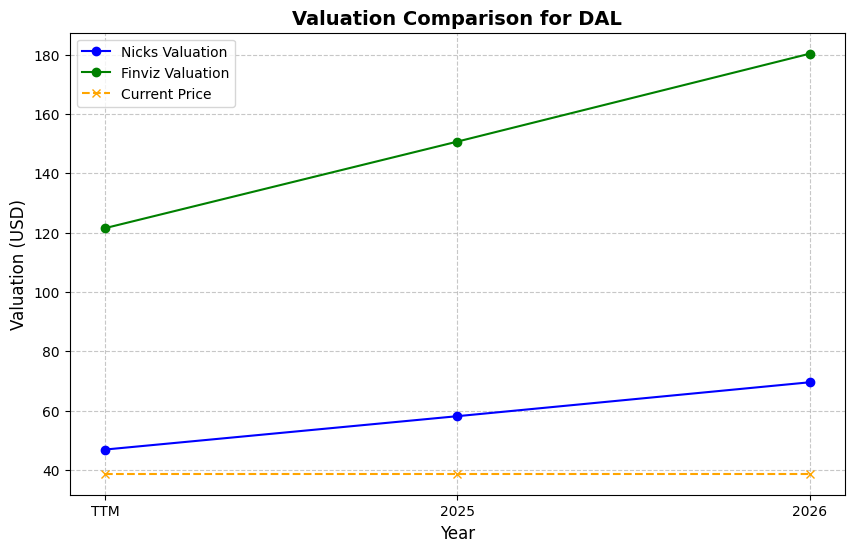 Valuation Comparison for DAL
Nicks Valuation
Finviz Valuation
Current Price
Valuation (USD)
180
160
140
120
100
80
60
40
TTM
2025
2026
Year